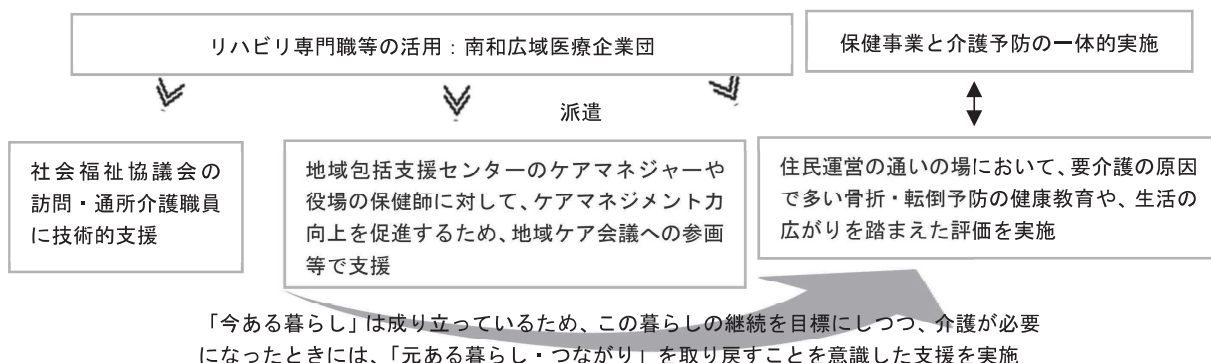 リハビリ専門職等の活用：南和広域医療企業団
保健事業と介護予防の一体的実施
派遣
社会福祉協議会の
訪問・通所介護職員
に技術的支援
地域包括支援センターのケアマネジャーや
役場の保健師に対して、ケアマネジメント力
向上を促進するため、地域ケア会議への参画
等で支援
住民運営の通いの場において、要介護の原因
で多い骨折・転倒予防の健康教育や、生活の
広がりを踏まえた評価を実施
「今ある暮らし」は成り立っているため、この暮らしの継続を目標にしつつ、介護が必要
になったときには、「元ある暮らし・つながり」を取り戻すことを意識した支援を実施